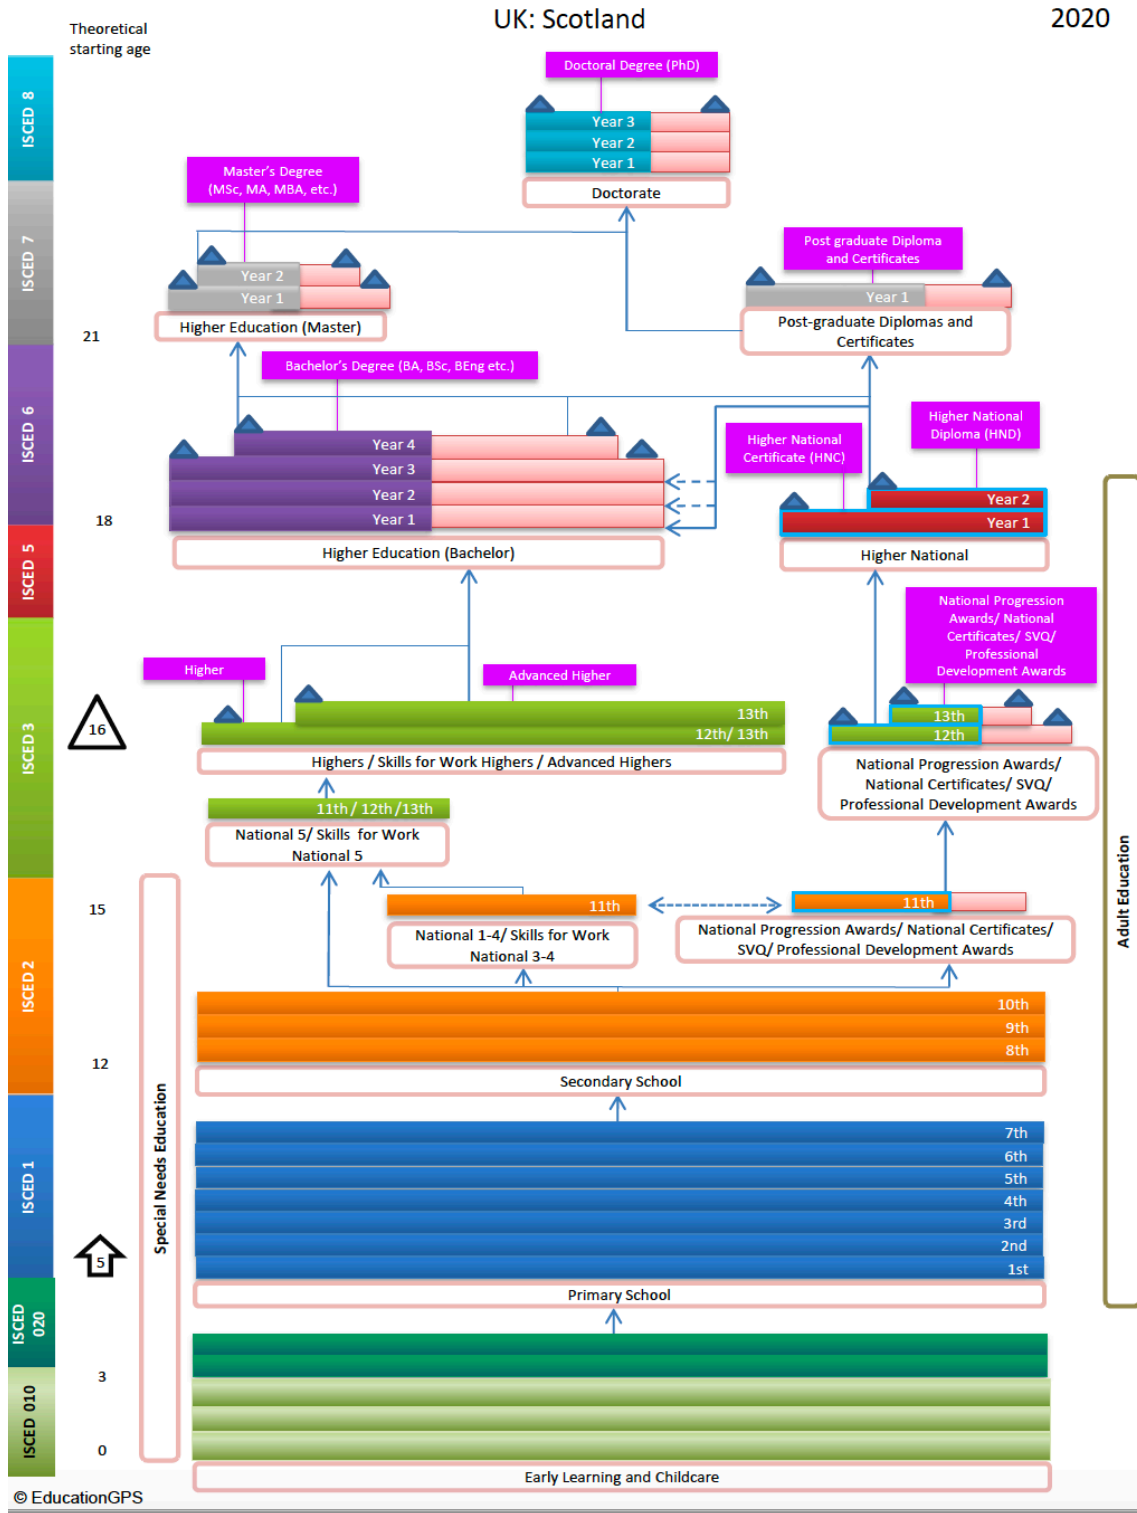 UK: Scotland
2020
Theoretical
starting age
Doctoral Degree (PhD)
ISCED 8
Year 3
Year 2
Year 1
Doctorate
Master's Degree
(MSc, MA, MBA, etc.)
ISCED 7
Post graduate Diploma
and Certificates
Year 2
Year 1
Year 1
Higher Education (Master)
Post-graduate Diplomas and
Certificates
21
Bachelor's Degree (BA, BSc, BEng etc.)
ISCED 6
Higher National
Diploma (HND)
Higher National
Certificate (HNC)
Year 4
Year 3
Year 2
Year 1
Year 2
Year 1
18
Higher Education (Bachelor)
Higher National
ISCED 5
National Progression
Awards/ National
Certificates/ SVQ/
Professional
Development Awards
Higher
Advanced Higher
ISCED 3
16
13th
12th/ 13th
13th
12th
Highers / Skills for Work Highers / Advanced Highers
National Progression Awards/
National Certificates/ SVQ/
Professional Development Awards
11th / 12th /13th
National 5/ Skills for Work
National 5
Adult Education
15
11th
11th
National 1-4/ Skills for Work
National 3-4
National Progression Awards/ National Certificates/
SVQ/ Professional Development Awards
ISCED 2
10th
9th
8th
12
Secondary School
Special Needs Education
ISCED 1
7th
6th
5th
4th
3rd
2nd
1st
5
Primary School
ISCED
020
3
ISCED 010
0
Early Learning and Childcare
© EducationGPS